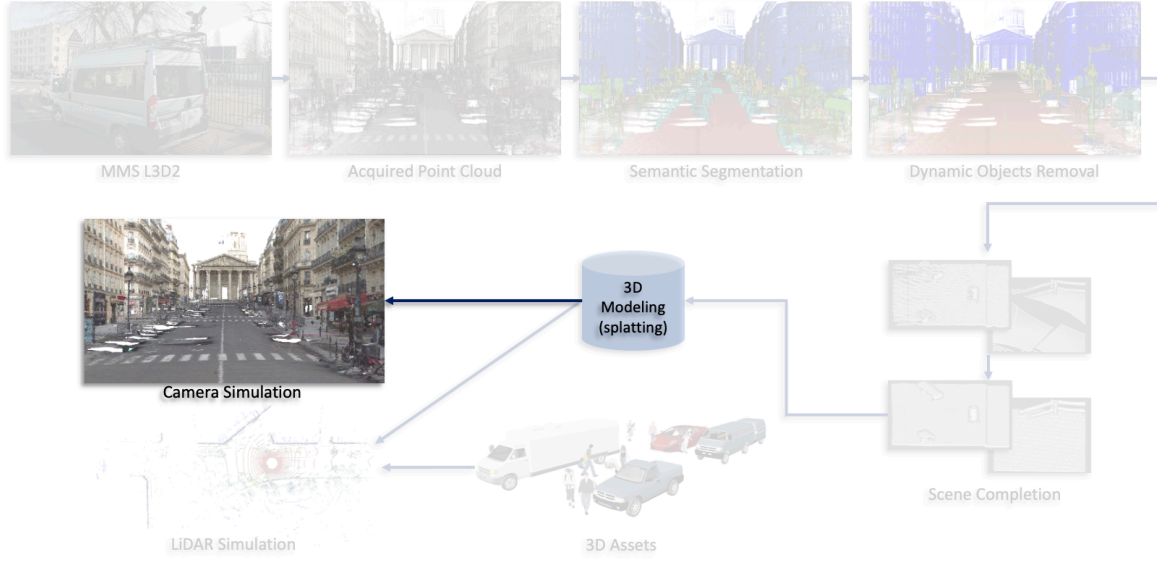 MMS L3D2
Acquired Point Cloud
Semantic Segmentation
Dynamic Objects Removal
3D
Modeling
(splatting)
Camera Simulation
Scene Completion
LiDAR Simulation
3D Assets